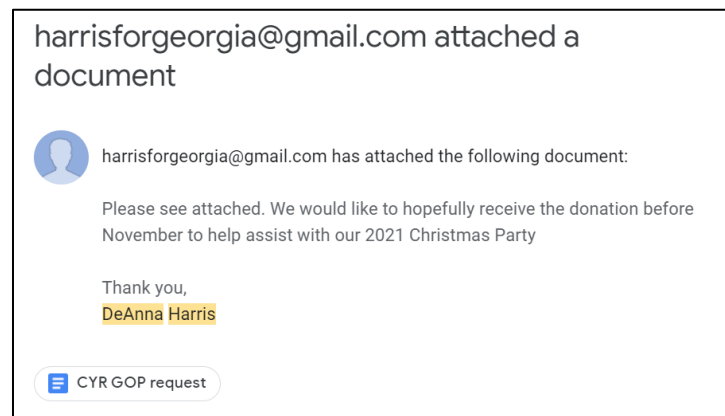 harrisforgeorgia@gmail.com attached a
document
harrisforgeorgia@gmail.com has attached the following document:
Please see attached. We would like to hopefully receive the donation before
November to help assist with our 2021 Christmas Party
Thank you,
DeAnna Harris
CYR GOP request